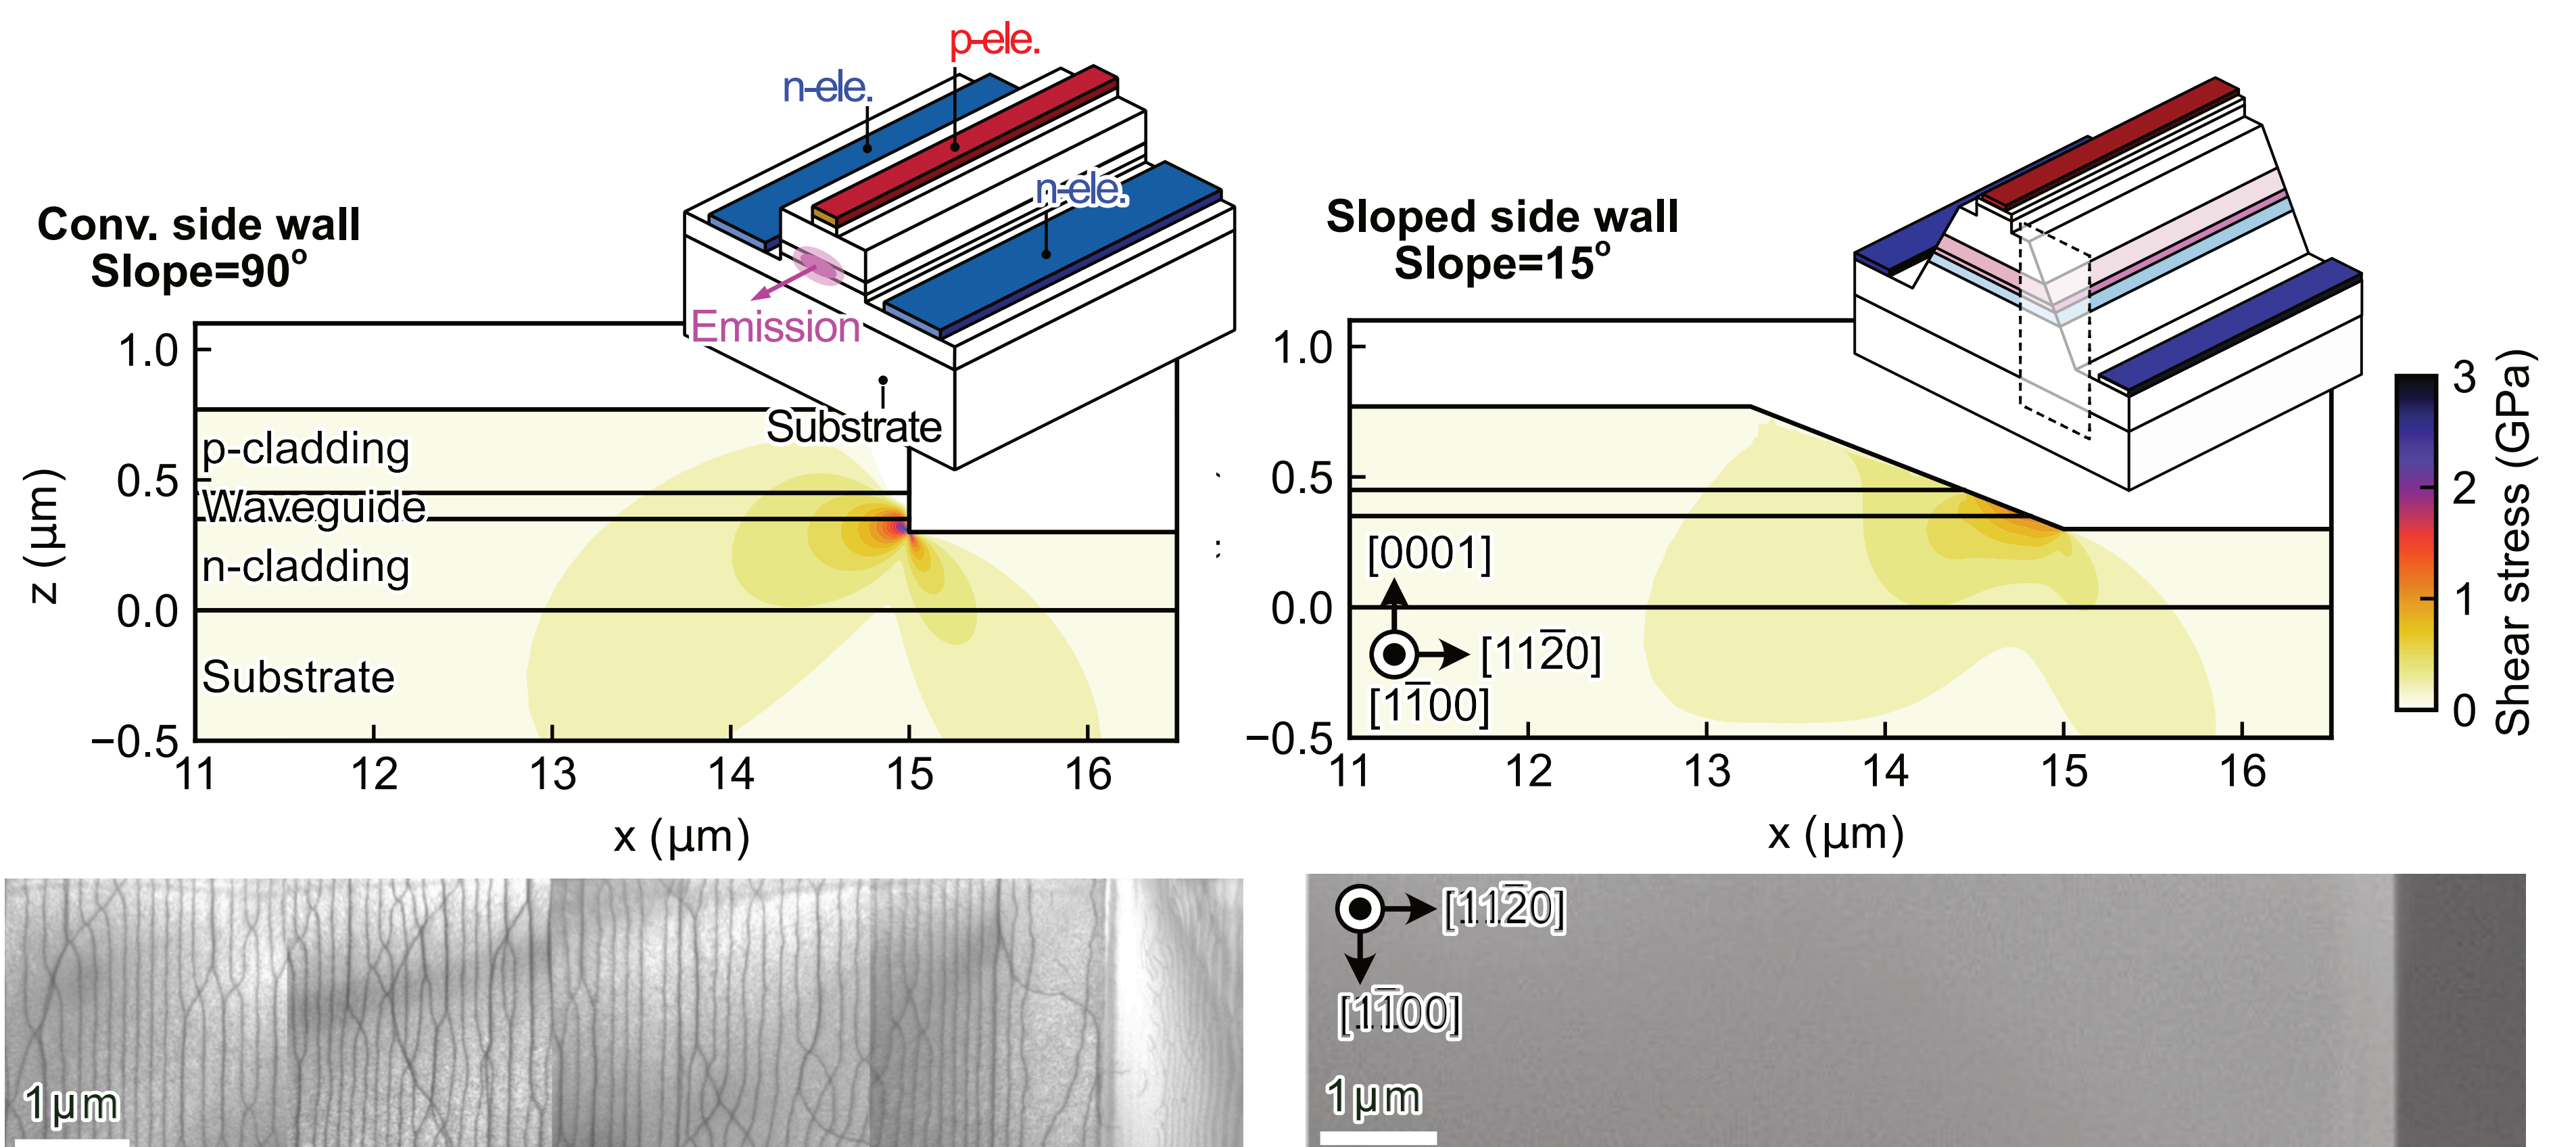 Conv. side wall
Slope=90°
p-ele.
n-ele.
n-ele.
Emission
Substrate
1.0
0.5
0.0
−0.5
z (μm)
p-cladding
Waveguide
n-cladding
Substrate
11 12 13 14 15 16
x (μm)
Sloped side wall
Slope=15°
1.0
0.5
0.0
−0.5
[0001]
[112̅0]
[11̅00]
11 12 13 14 15 16
x (μm)
3
2
1
0
Shear stress (GPa)
1μm
[112̅0]
[11̅00]
1μm